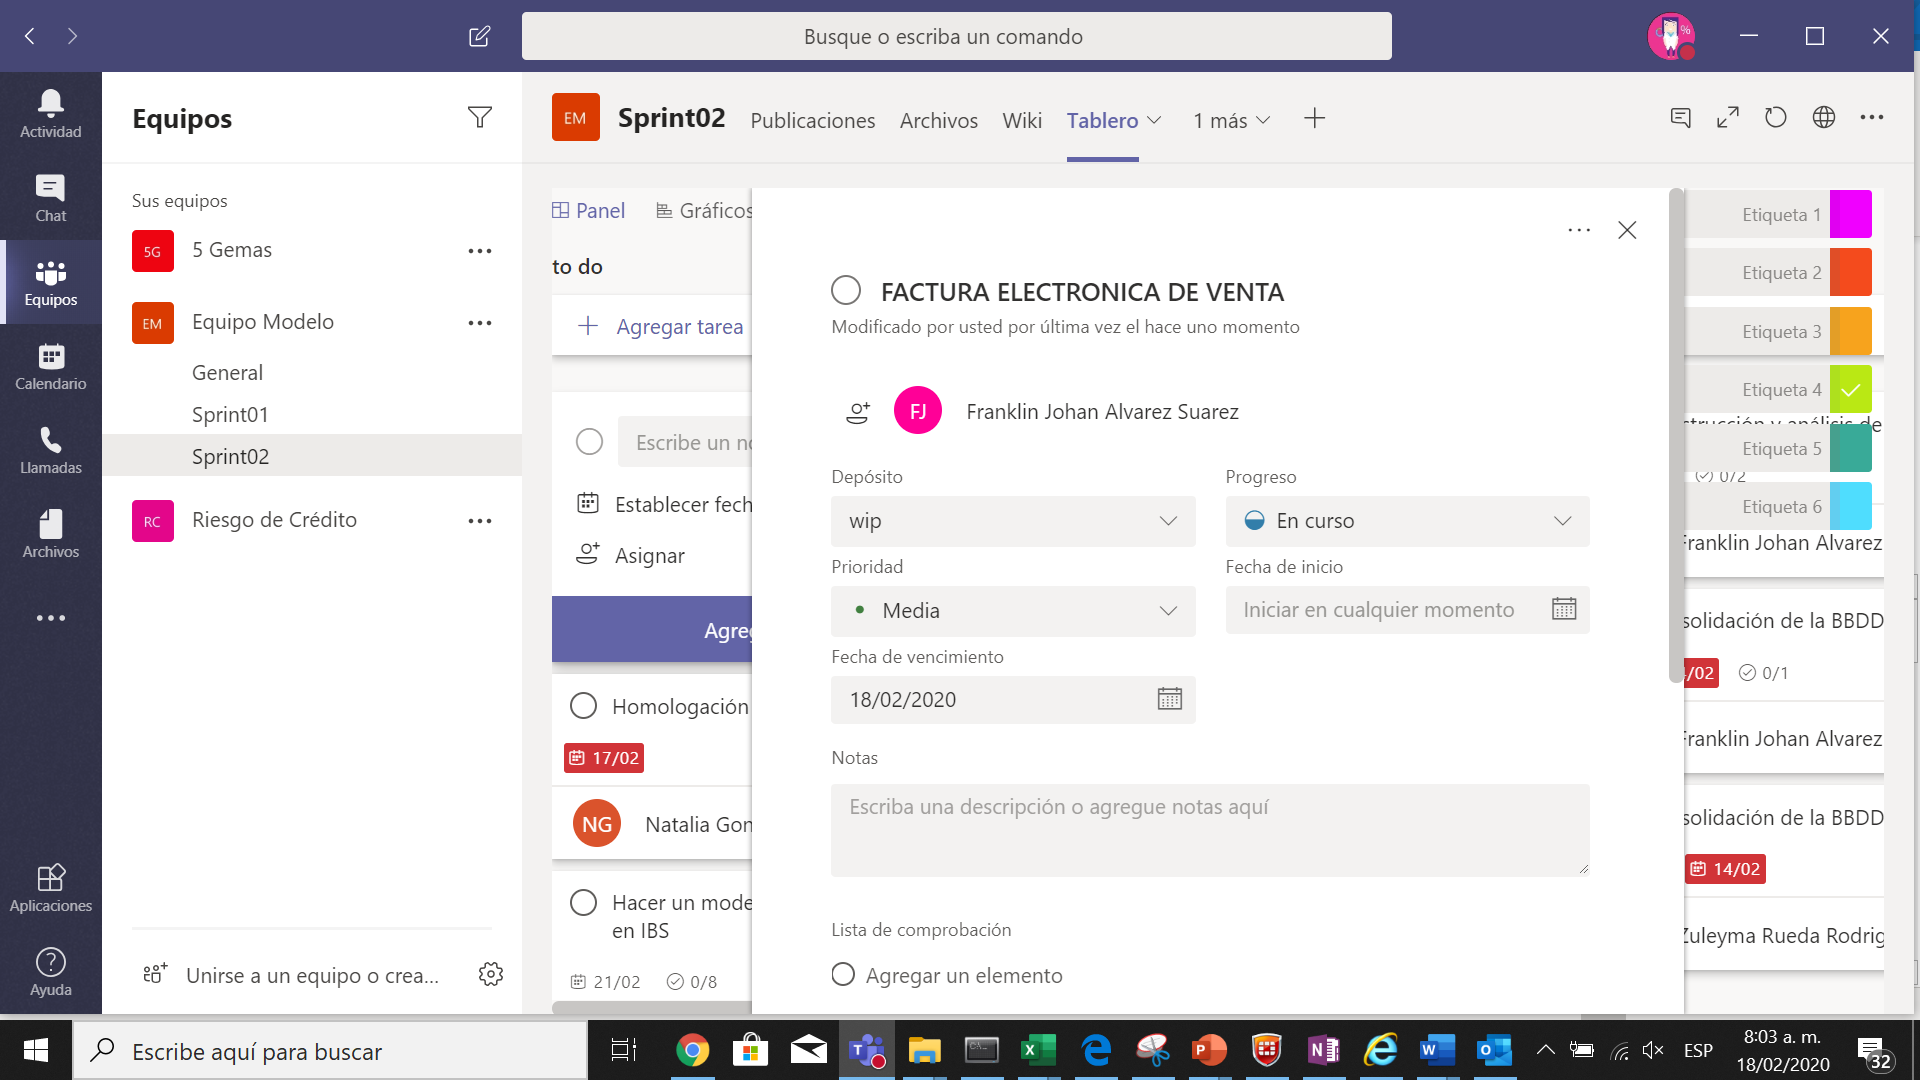 Busque o escriba un comando
Actividad
Chat
Equipos
Calendario
Llamadas
Archivos
Aplicaciones
Ayuda
Equipos
Sus equipos
5G
5 Gemas
EM
Equipo Modelo
General
Sprint01
Sprint02
RC
Riesgo de Crédito
Unirse a un equipo o crea...
EM
Sprint02
Publicaciones
Archivos
Wiki
Tablero
1 más
Panel
Gráficos
to do
Agregar tarea
Escribe un no
Establecer fech
Asignar
Agreg
Homologación
17/02
NG
Natalia Gon
Hacer un mode
en IBS
21/02
0/8
FACTURA ELECTRONICA DE VENTA
Modificado por usted por última vez el hace uno momento
FJ
Franklin Johan Alvarez Suarez
Depósito
wip
Progreso
En curso
Prioridad
Media
Fecha de inicio
Iniciar en cualquier momento
Fecha de vencimiento
18/02/2020
Notas
Escriba una descripción o agregue notas aquí
Lista de comprobación
Agregar un elemento
Etiqueta 1
Etiqueta 2
Etiqueta 3
Etiqueta 4
strucción y análisis de
Etiqueta 5
0/2
Etiqueta 6
Franklin Johan Alvarez
solidación de la BBDD
4/02
0/1
Franklin Johan Alvarez
solidación de la BBDD
14/02
Zuleyma Rueda Rodrig
Escribe aquí para buscar
ESP
8:03 a. m.
18/02/2020
32